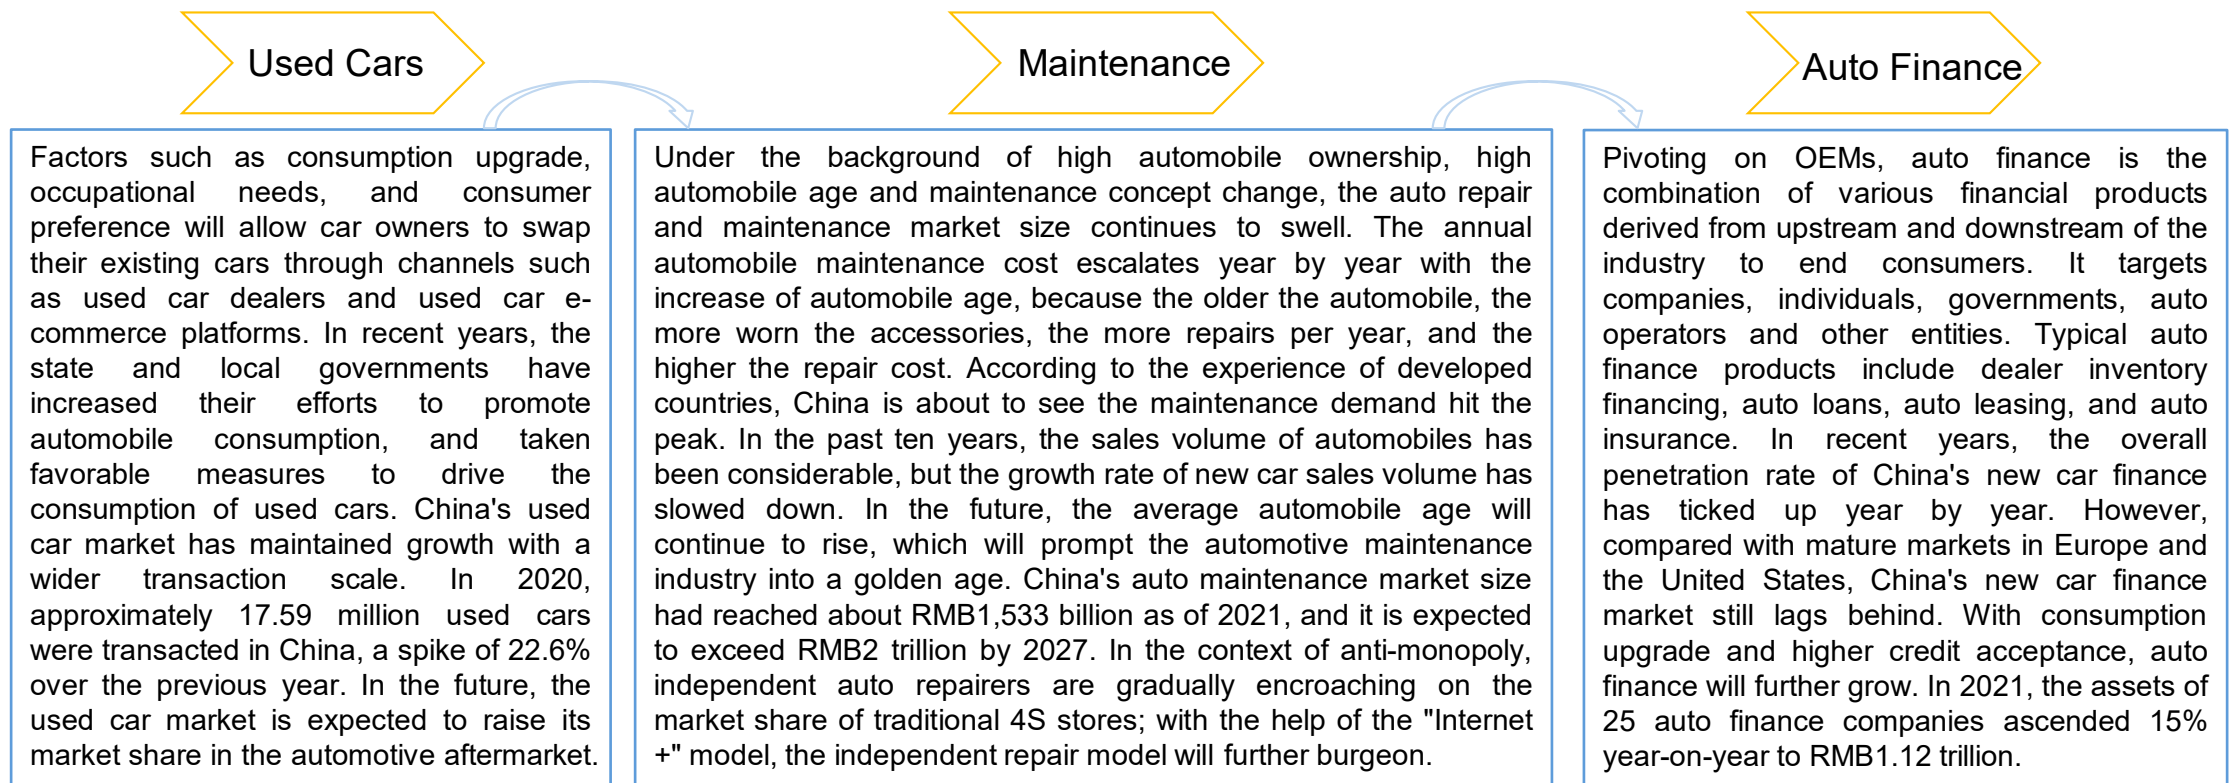 Used Cars
Factors such as consumption upgrade,
occupational needs, and consumer
preference will allow car owners to swap
their existing cars through channels such
as used car dealers and used car e-
commerce platforms. In recent years, the
state and local governments have
increased their efforts to promote
automobile consumption, and taken
favorable measures to drive the
consumption of used cars. China's used
car market has maintained growth with a
wider transaction scale. In 2020,
approximately 17.59 million used cars
were transacted in China, a spike of 22.6%
over the previous year. In the future, the
used car market is expected to raise its
market share in the automotive aftermarket.
Maintenance
Under the background of high automobile ownership, high
automobile age and maintenance concept change, the auto repair
and maintenance market size continues to swell. The annual
automobile maintenance cost escalates year by year with the
increase of automobile age, because the older the automobile, the
more worn the accessories, the more repairs per year, and the
higher the repair cost. According to the experience of developed
countries, China is about to see the maintenance demand hit the
peak. In the past ten years, the sales volume of automobiles has
been considerable, but the growth rate of new car sales volume has
slowed down. In the future, the average automobile age will
continue to rise, which will prompt the automotive maintenance
industry into a golden age. China's auto maintenance market size
had reached about RMB1,533 billion as of 2021, and it is expected
to exceed RMB2 trillion by 2027. In the context of anti-monopoly,
independent auto repairers are gradually encroaching on the
market share of traditional 4S stores; with the help of the "Internet
+" model, the independent repair model will further burgeon.
Auto Finance
Pivoting on OEMs, auto finance is the
combination of various financial products
derived from upstream and downstream of the
industry to end consumers. It targets
companies, individuals, governments, auto
operators and other entities. Typical auto
finance products include dealer inventory
financing, auto loans, auto leasing, and auto
insurance. In recent years, the overall
penetration rate of China's new car finance
has ticked up year by year. However,
compared with mature markets in Europe and
the United States, China's new car finance
market still lags behind. With consumption
upgrade and higher credit acceptance, auto
finance will further grow. In 2021, the assets of
25 auto finance companies ascended 15%
year-on-year to RMB1.12 trillion.